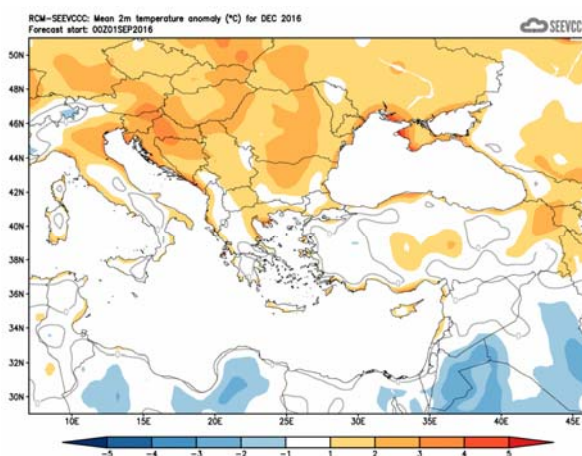 RCM-SEEVCCC: Mean 2m temperature anomaly (°C) for DEC 2016
Forecast start: 00Z01SEP2016
SEEVCCC
50N
48N
46N
44N
42N
40N
38N
36N
34N
32N
30N
10E 15E 20E 25E 30E 35E 40E 45E
-5 -4 -3 -2 -1 1 2 3 4 5